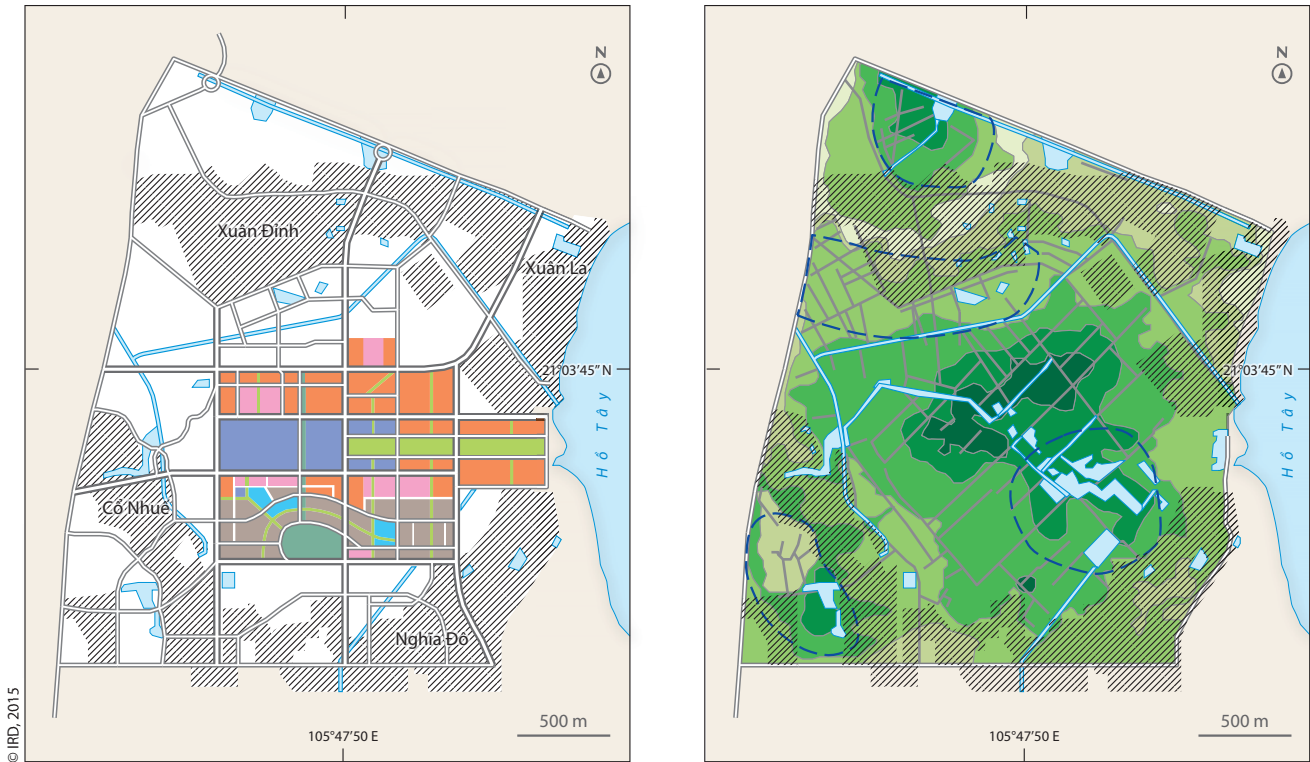 N
Xuân Đỉnh
Xuân La
21°03'45" N
Hồ Tây
Cổ Nhuế
Nghĩa Đô
500 m
105°47'50 E
© IRD, 2015
N
21°03'45" N
Hồ Tây
500 m
105°47'50 E